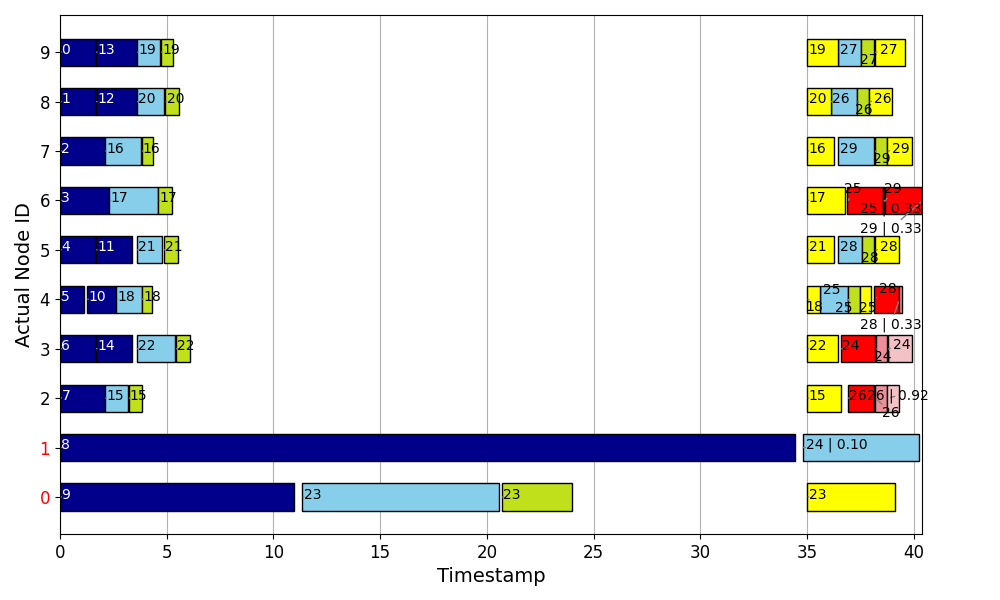 Actual Node ID
9 0 13 19 19 19 27 27 27
8 1 12 20 20 20 26 26 26
7 2 16 16 16 29 29 29
6 3 17 17 17 25 29 25 | 0.33
29 | 0.33
5 4 11 21 21 21 28 28 28
4 5 10 18 18 18 25 25 25 28
28 | 0.33
3 6 14 22 22 22 24 24 24
2 7 15 15 15 26 26 | 0.92
26
1 8 24 | 0.10
0 9 23 23 23
0 5 10 15 20 25 30 35 40
Timestamp